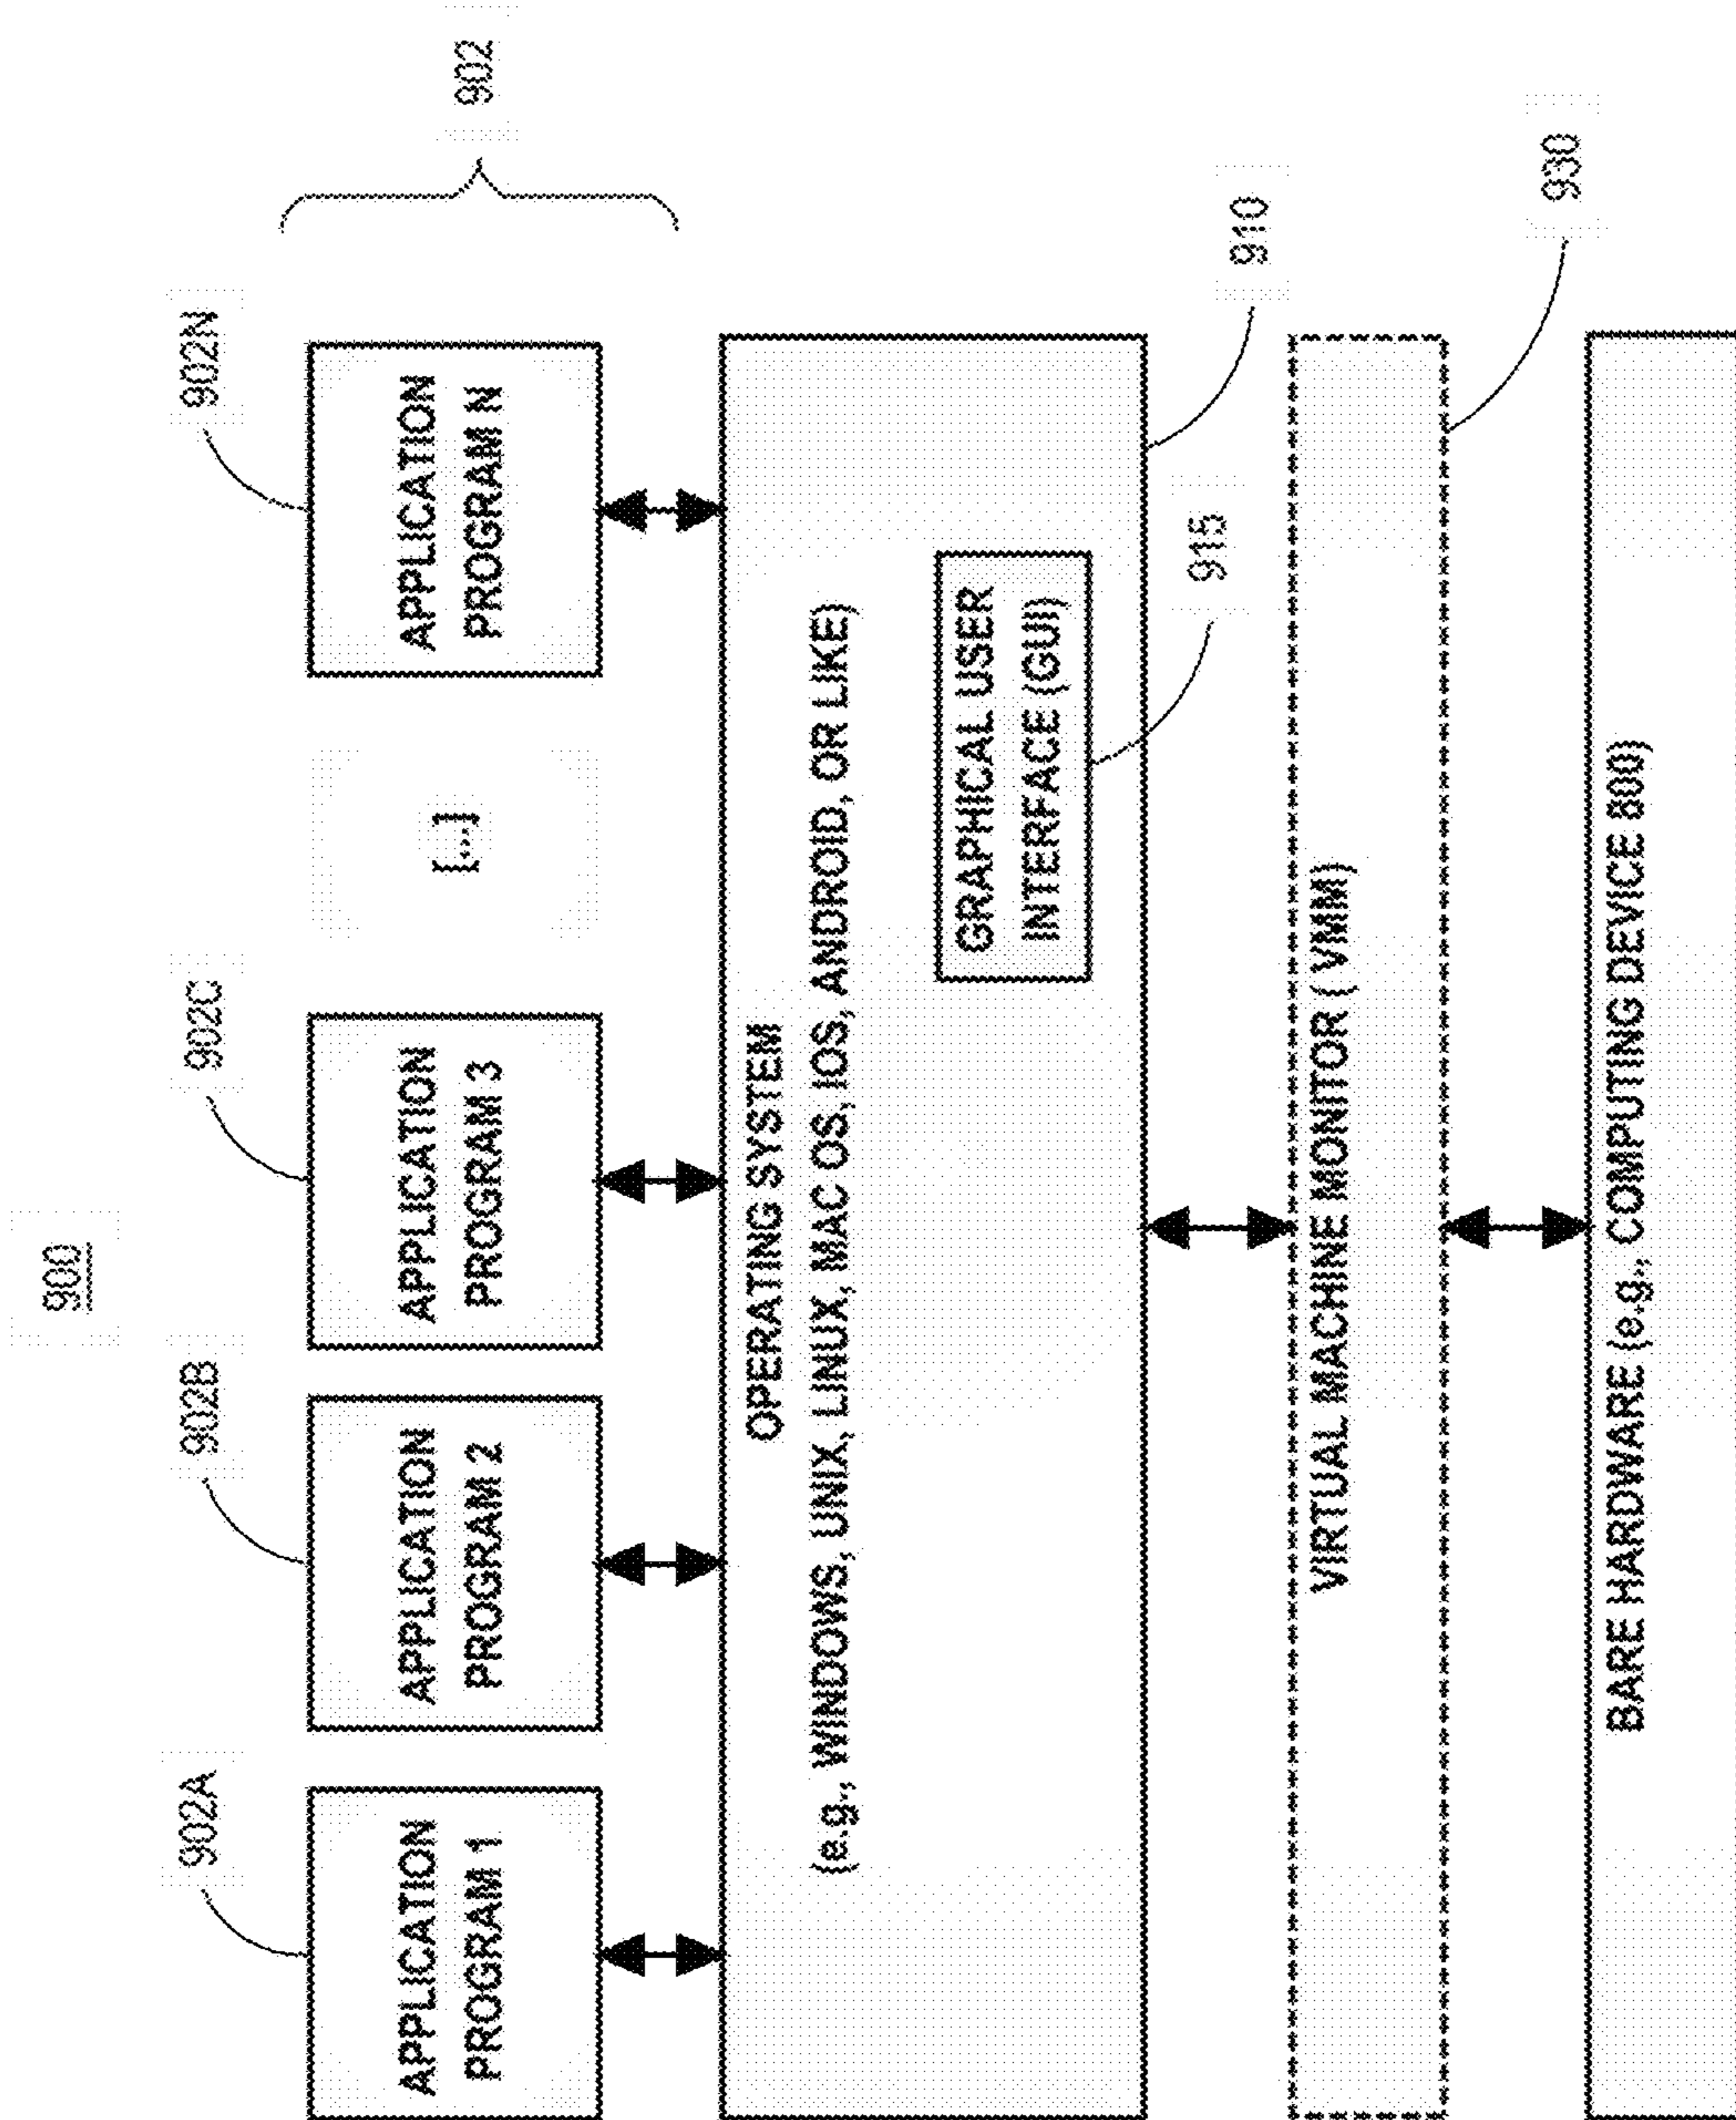 900
902A
902B
902C
902N
902
APPLICATION
PROGRAM 1
APPLICATION
PROGRAM 2
APPLICATION
PROGRAM 3
[...]
APPLICATION
PROGRAM N
OPERATING SYSTEM
(e.g., WINDOWS, UNIX, LINUX, MAC OS, IOS, ANDROID, OR LIKE)
GRAPHICAL USER
INTERFACE (GUI)
915
910
VIRTUAL MACHINE MONITOR ( VMM)
930
BARE HARDWARE (e.g., COMPUTING DEVICE 800)